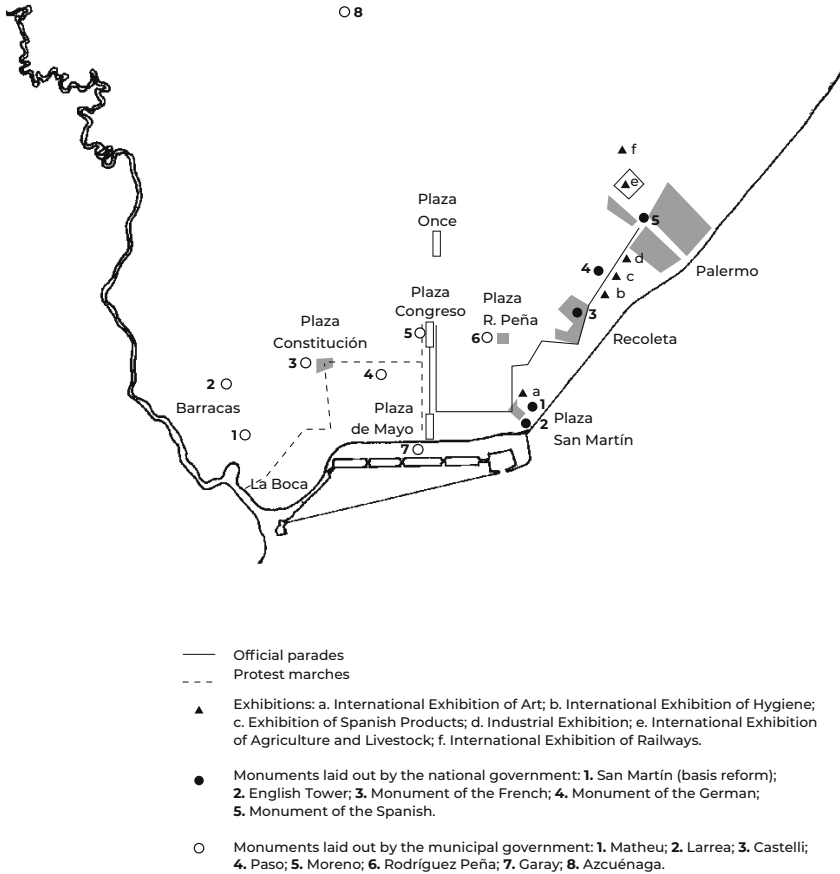 8
f
e
Plaza
Once
5
4
d
c
b
Palermo
Plaza
Congreso
Plaza
R. Peña
3
Plaza
Constitución
5
6
Recoleta
3
4
2
Barracas
a
1
Plaza
de Mayo
2
Plaza
San Martín
1
7
La Boca
Official parades
Protest marches
Exhibitions: a. International Exhibition of Art; b. International Exhibition of Hygiene;
c. Exhibition of Spanish Products; d. Industrial Exhibition; e. International Exhibition
of Agriculture and Livestock; f. International Exhibition of Railways.
Monuments laid out by the national government: 1. San Martín (basis reform);
2. English Tower; 3. Monument of the French; 4. Monument of the German;
5. Monument of the Spanish.
Monuments laid out by the municipal government: 1. Matheu; 2. Larrea; 3. Castelli;
4. Paso; 5. Moreno; 6. Rodríguez Peña; 7. Garay; 8. Azcuénaga.